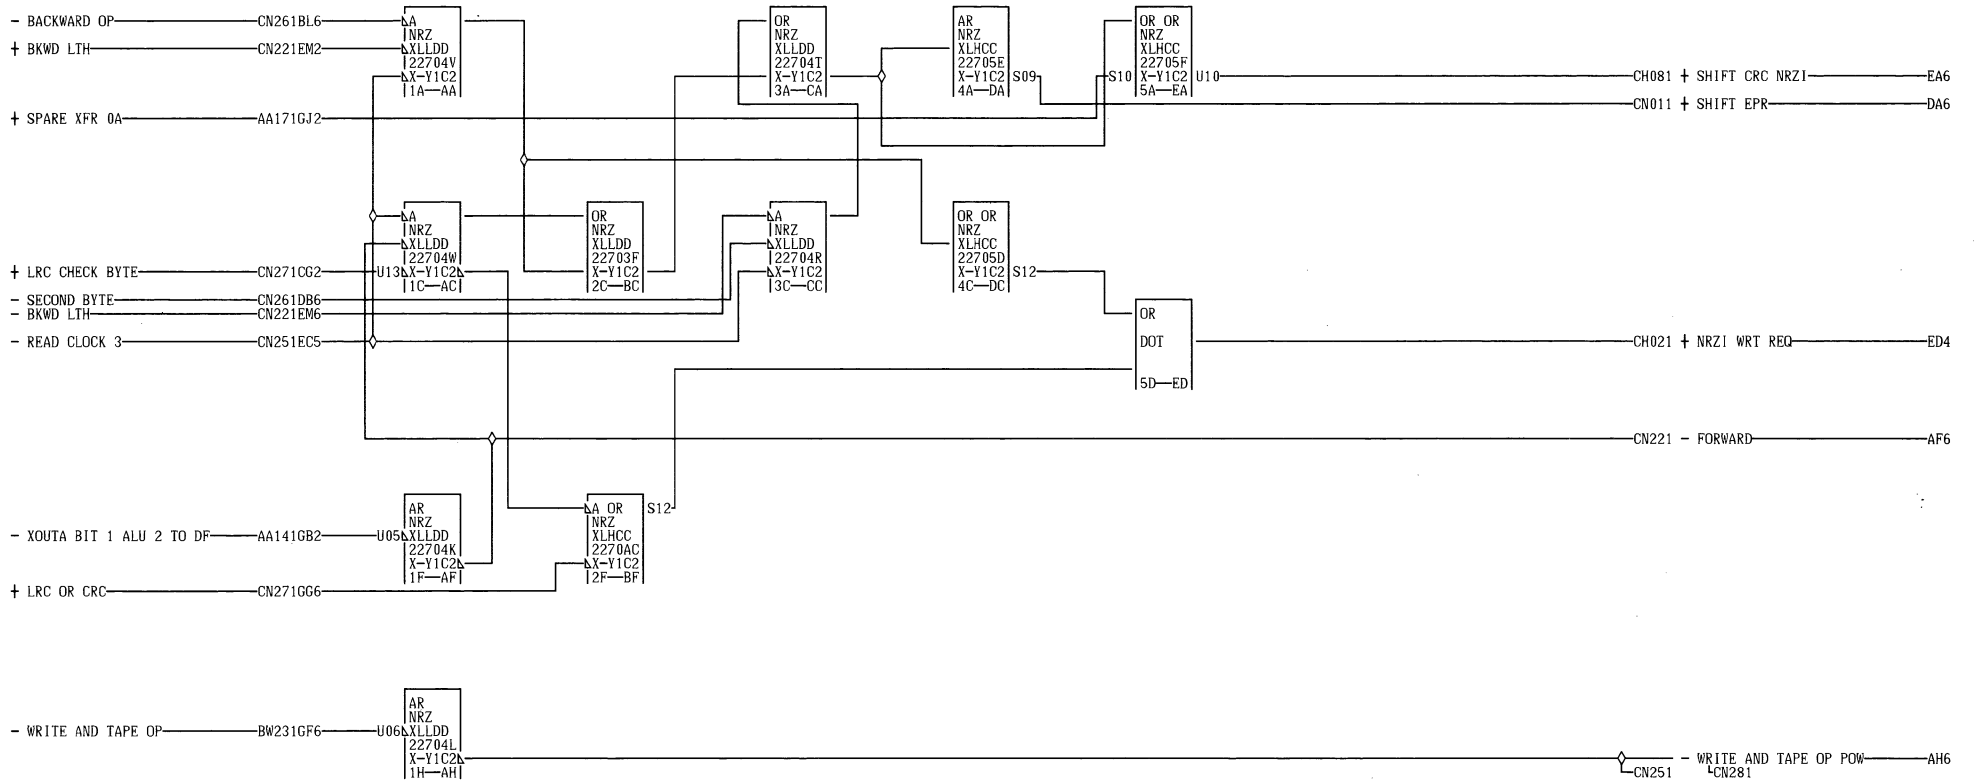 - BACKWARD OP CN261BL6
+ BKWD LTH CN221EM2
+ SPARE XFR 0A AA171GJ2
A
NRZ
XLLDD
22704V
X-Y1C2
1A AA
OR
NRZ
XLLDD
22704T
X-Y1C2
3A CA
AR
NRZ
XLHCC
22705E
X-Y1C2 S09
4A DA
OR OR
NRZ
XLHCC
22705F
S10 X-Y1C2 U10
5A EA
CH081 + SHIFT CRC NRZI EA6
CN011 + SHIFT EPR DA6
+ LRC CHECK BYTE CN271CG2 U13
- SECOND BYTE CN261DB6
- BKWD LTH CN221EM6
- READ CLOCK 3 CN251EC5
A
NRZ
XLLDD
22704W
X-Y1C2
1C AC
OR
NRZ
XLLDD
22703F
X-Y1C2
2C BC
A
NRZ
XLLDD
22704R
X-Y1C2
3C CC
OR OR
NRZ
XLHCC
22705D
X-Y1C2 S12
4C DC
OR
DOT
5D ED
CH021 + NRZI WRT REQ ED4
CN221 - FORWARD AF6
- XOUTA BIT 1 ALU 2 TO DF AA141GB2 U05
+ LRC OR CRC CN271GG6
AR
NRZ
XLLDD
22704K
X-Y1C2
1F AF
A OR S12
NRZ
XLHCC
2270AC
X-Y1C2
2F BF
- WRITE AND TAPE OP BW231GF6 U06
AR
NRZ
XLLDD
22704L
X-Y1C2
1H AH
- WRITE AND TAPE OP POW AH6
CN251 CN281